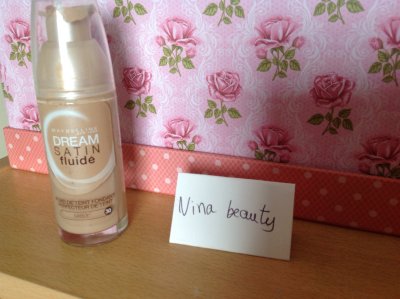 MAYBELLINE
DREAM
SATIN
fluide
30
Nina beauty